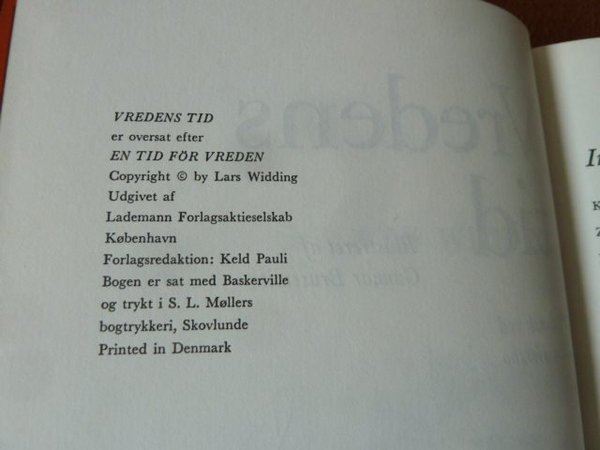 VREDENS TID
er oversat efter
EN TID FÖR VREDEN
Copyright © by Lars Widding
Udgivet af
Lademann Forlagsaktieselskab
København
Forlagsredaktion: Keld Pauli
Bogen er sat med Baskerville
og trykt i S. L. Møllers
bogtrykkeri, Skovlunde
Printed in Denmark